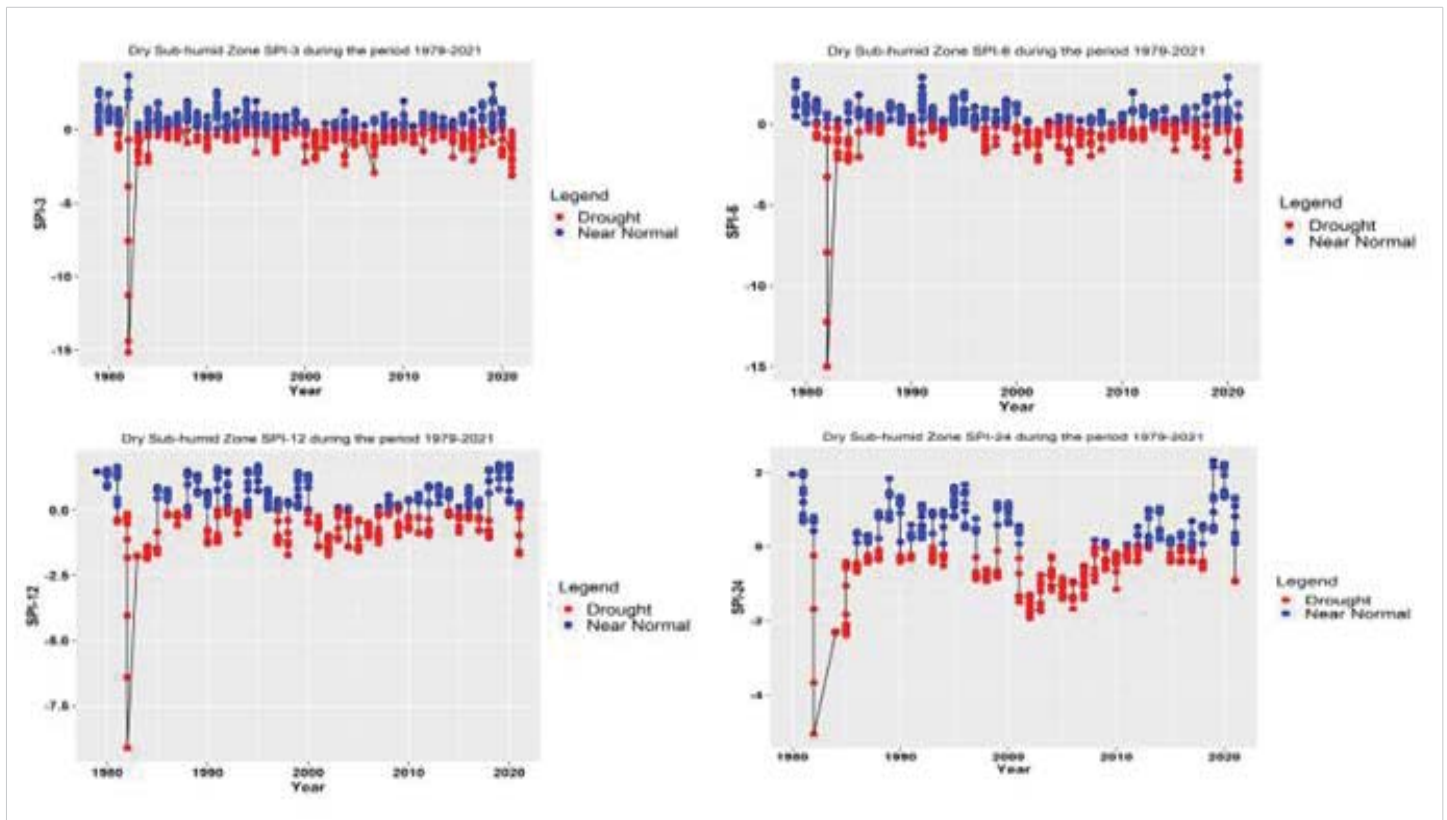 Dry Sub-humid Zone SPI-3 during the period 1979-2021
0
-5
-10
-15
SPI-3
1980 1990 2000 2010 2020
Year
Legend
Drought
Near Normal
Dry Sub-humid Zone SPI-6 during the period 1979-2021
0
-5
-10
-15
SPI-6
1980 1990 2000 2010 2020
Year
Legend
Drought
Near Normal
Dry Sub-humid Zone SPI-12 during the period 1979-2021
0.0
-2.5
-5.0
-7.5
SPI-12
1980 1990 2000 2010 2020
Year
Legend
Drought
Near Normal
Dry Sub-humid Zone SPI-24 during the period 1979-2021
2
0
-2
-4
SPI-24
1980 1990 2000 2010 2020
Year
Legend
Drought
Near Normal